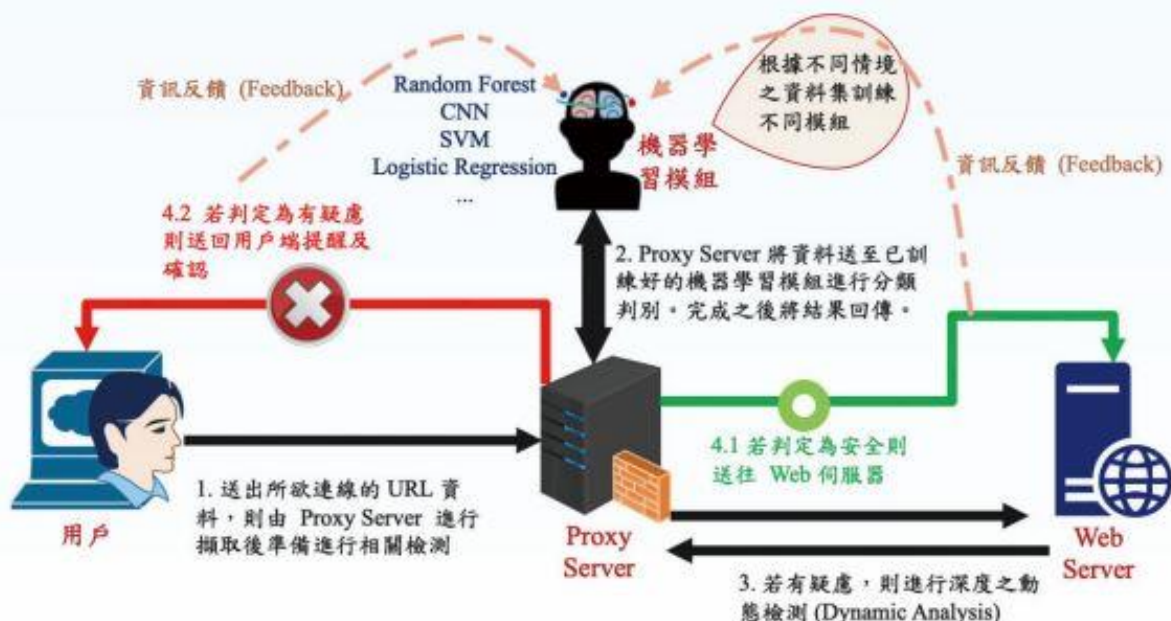 資訊反饋 (Feedback)
Random Forest
CNN
SVM
Logistic Regression
...
機器學
習模組
根據不同情境
之資料集訓練
不同模組
資訊反饋 (Feedback)
4.2 若判定為有疑慮
則送回用戶端提醒及
確認
2. Proxy Server 將資料送至已訓
練好的機器學習模組進行分類
判別。完成之後將結果回傳。
4.1 若判定為安全則
送往 Web 伺服器
1. 送出所欲連線的 URL 資
料,則由 Proxy Server 進行
擷取後準備進行相關檢測
用戶
Proxy
Server
Web
Server
3. 若有疑慮,則進行深度之動
態檢測 (Dynamic Analysis)